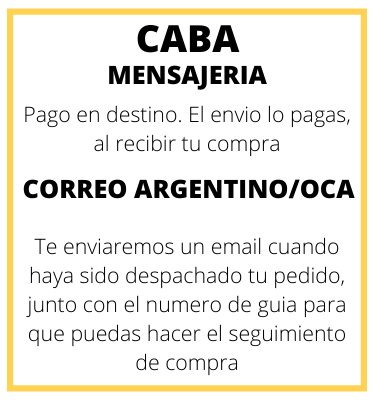 CABA
MENSAJERIA
Pago en destino. El envio lo pagas,
al recibir tu compra
CORREO ARGENTINO/OCA
Te enviaremos un email cuando
haya sido despachado tu pedido,
junto con el numero de guia para
que puedas hacer el seguimiento
de compra